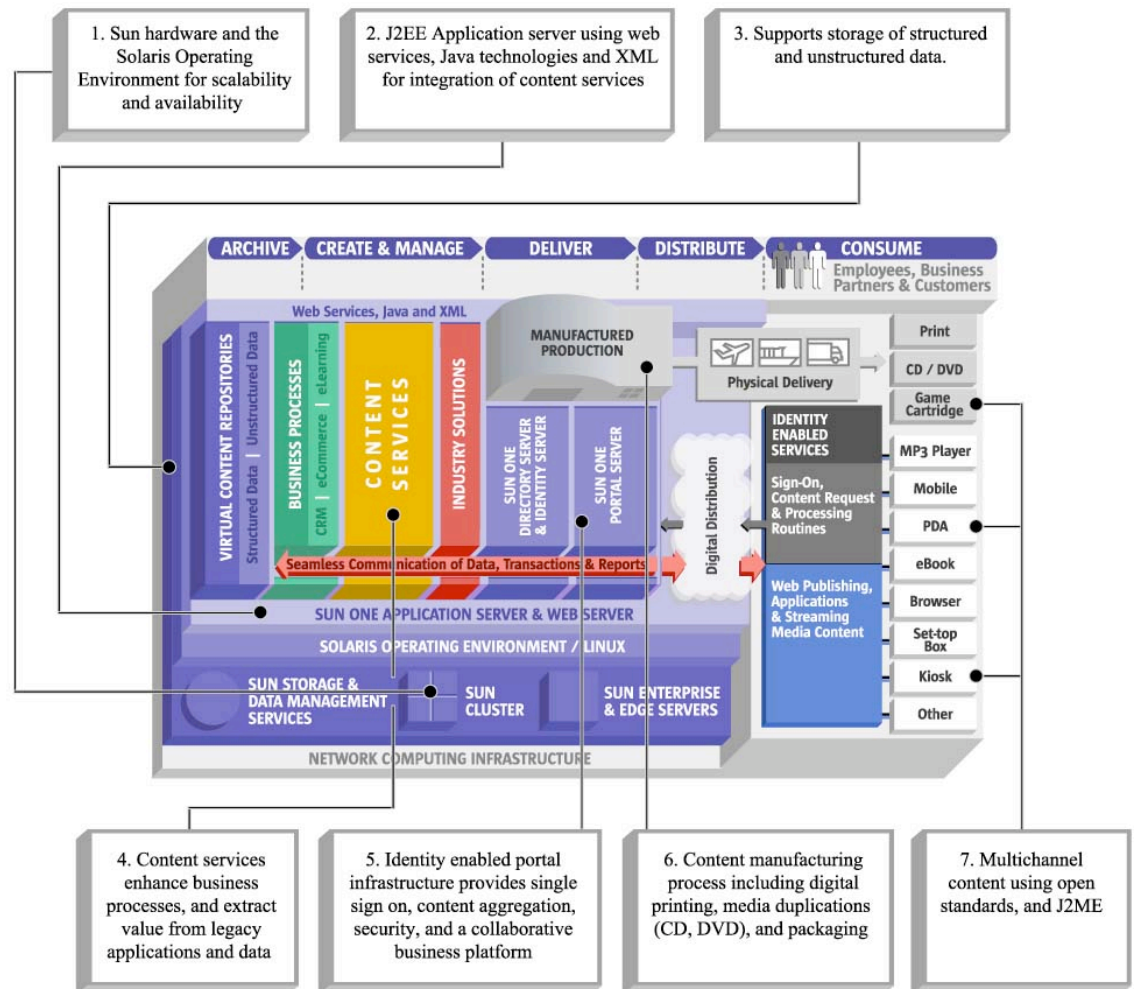 1. Sun hardware and the
Solaris Operating
Environment for scalability
and availability
2. J2EE Application server using web
services, Java technologies and XML
for integration of content services
3. Supports storage of structured
and unstructured data.
ARCHIVE
CREATE & MANAGE
DELIVER
DISTRIBUTE
CONSUME
Employees, Business
Partners & Customers
Web Services, Java and XML
VIRTUAL CONTENT REPOSITORIES
Structured Data | Unstructured Data
BUSINESS PROCESSES
CRM | eCommerce | eLearning
CONTENT
SERVICES
INDUSTRY SOLUTIONS
MANUFACTURED
PRODUCTION
SUN ONE
DIRECTORY SERVER
& IDENTITY SERVER
SUN ONE
PORTAL SERVER
Physical Delivery
Digital Distribution
IDENTITY
ENABLED
SERVICES
Sign-On,
Content Request
& Processing
Routines
Web Publishing,
Applications
& Streaming
Media Content
Print
CD / DVD
Game
Cartridge
MP3 Player
Mobile
PDA
eBook
Browser
Set-top
Box
Kiosk
Other
Seamless Communication of Data, Transactions & Reports
SUN ONE APPLICATION SERVER & WEB SERVER
SOLARIS OPERATING ENVIRONMENT / LINUX
SUN STORAGE &
DATA MANAGEMENT
SERVICES
SUN
CLUSTER
SUN ENTERPRISE
& EDGE SERVERS
NETWORK COMPUTING INFRASTRUCTURE
4. Content services
enhance business
processes, and extract
value from legacy
applications and data
5. Identity enabled portal
infrastructure provides single
sign on, content aggregation,
security, and a collaborative
business platform
6. Content manufacturing
process including digital
printing, media duplications
(CD, DVD), and packaging
7. Multichannel
content using open
standards, and J2ME